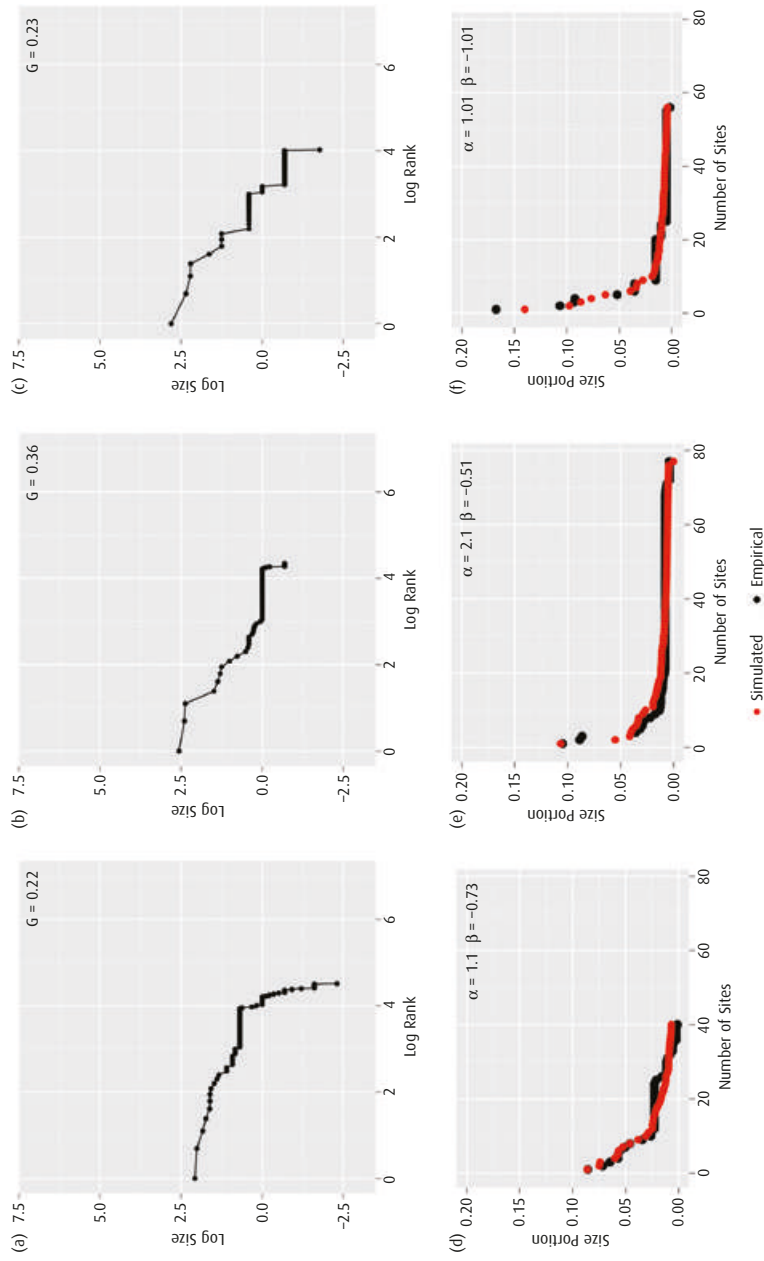 (a)
G = 0.22
7.5
5.0
2.5
0.0
−2.5
Log Size
0
2
4
6
Log Rank
(b)
G = 0.36
7.5
5.0
2.5
0.0
−2.5
Log Size
0
2
4
6
Log Rank
(c)
G = 0.23
7.5
5.0
2.5
0.0
−2.5
Log Size
0
2
4
6
Log Rank
(d)
α = 1.1 β = −0.73
0.20
0.15
0.10
0.05
0.00
Size Portion
0
20
40
60
80
Number of Sites
(e)
α = 2.1 β = −0.51
0.20
0.15
0.10
0.05
0.00
Size Portion
0
20
40
60
80
Number of Sites
(f)
α = 1.01 β = −1.01
0.20
0.15
0.10
0.05
0.00
Size Portion
0
20
40
60
80
Number of Sites
Simulated
Empirical